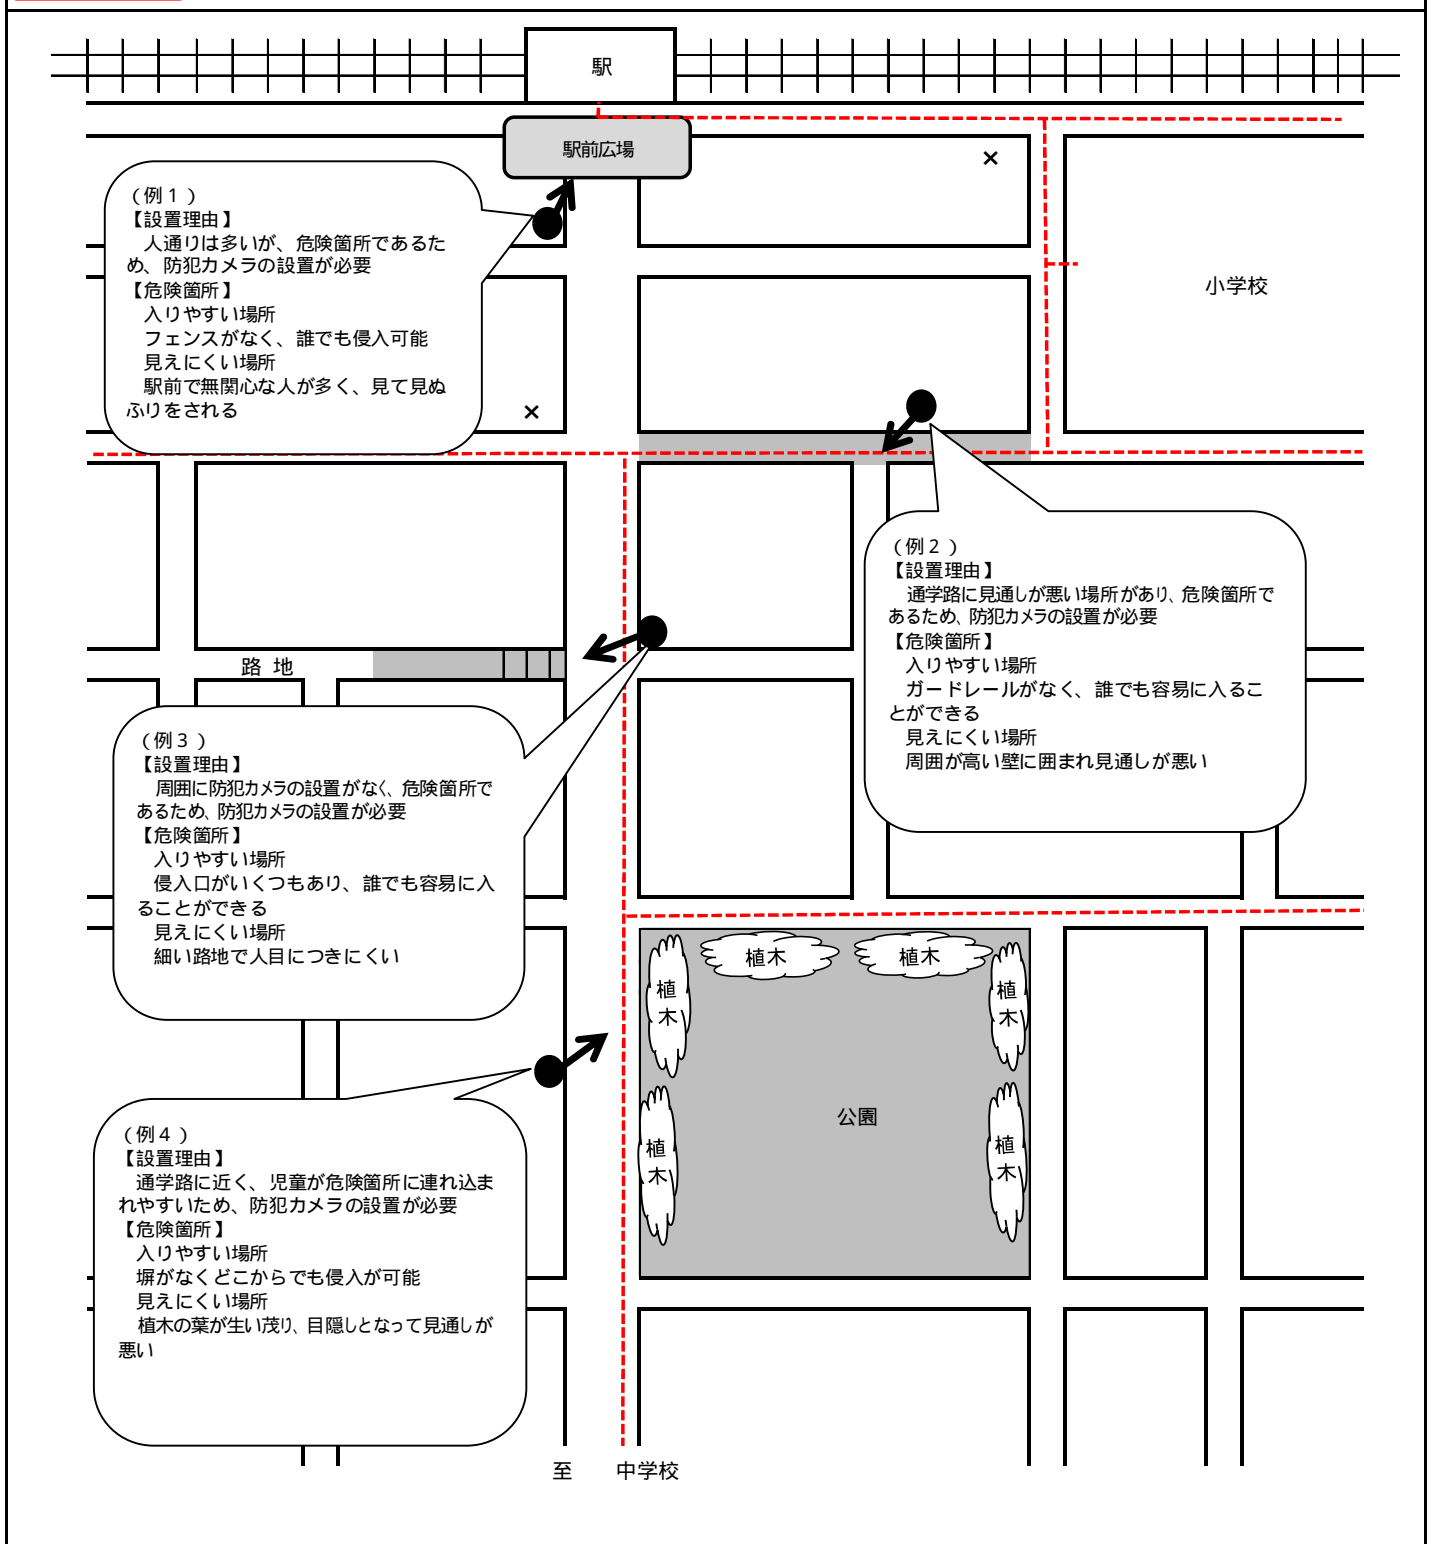 駅
駅前広場
×
小学校
(例1)
【設置理由】
人通りは多いが、危険箇所であるた
め、防犯カメラの設置が必要
【危険箇所】
入りやすい場所
フェンスがなく、誰でも侵入可能
見えにくい場所
駅前で無関心な人が多く、見て見ぬ
ふりをされる
×
(例2)
【設置理由】
通学路に見通しが悪い場所があり、危険箇所で
あるため、防犯カメラの設置が必要
【危険箇所】
入りやすい場所
ガードレールがなく、誰でも容易に入るこ
とができる
見えにくい場所
周囲が高い壁に囲まれ見通しが悪い
路 地
(例3)
【設置理由】
周囲に防犯カメラの設置がなく、危険箇所で
あるため、防犯カメラの設置が必要
【危険箇所】
入りやすい場所
侵入口がいくつもあり、誰でも容易に入
ることができる
見えにくい場所
細い路地で人目につきにくい
植木
植木
植木
植木
公園
植木
植木
(例4)
【設置理由】
通学路に近く、児童が危険箇所に連れ込ま
れやすいため、防犯カメラの設置が必要
【危険箇所】
入りやすい場所
塀がなくどこからでも侵入が可能
見えにくい場所
植木の葉が生い茂り、目隠しとなって見通しが
悪い
至 中学校